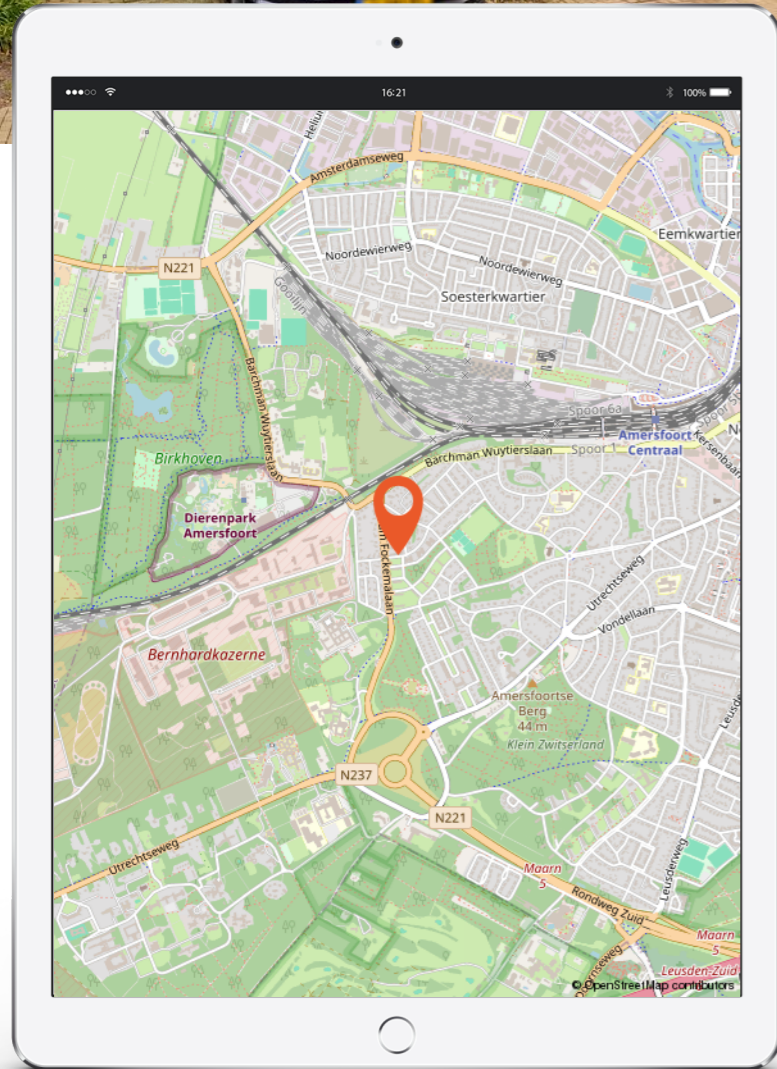 16:21
100%
Amsterdamseweg
Noordewierweg
Noordewierweg
Eemkwartier
N221
Soesterkwartier
Gooilijn
Barchman Wuytierslaan
Spoor 6a
Amersfoort
Centraal
Barchman Wuytierslaan
Spoor 1
Birkhoven
Dierenpark
Amersfoort
Utrechtseweg
Vondellaan
Bernhardkazerne
Amersfoortse
Berg
44 m
Klein Zwitserland
N237
N221
Utrechtseweg
Leusderweg
Maarn
5
Rondweg Zuid
Maarn
5
Leusden-Zuid
© OpenStreetMap contributors